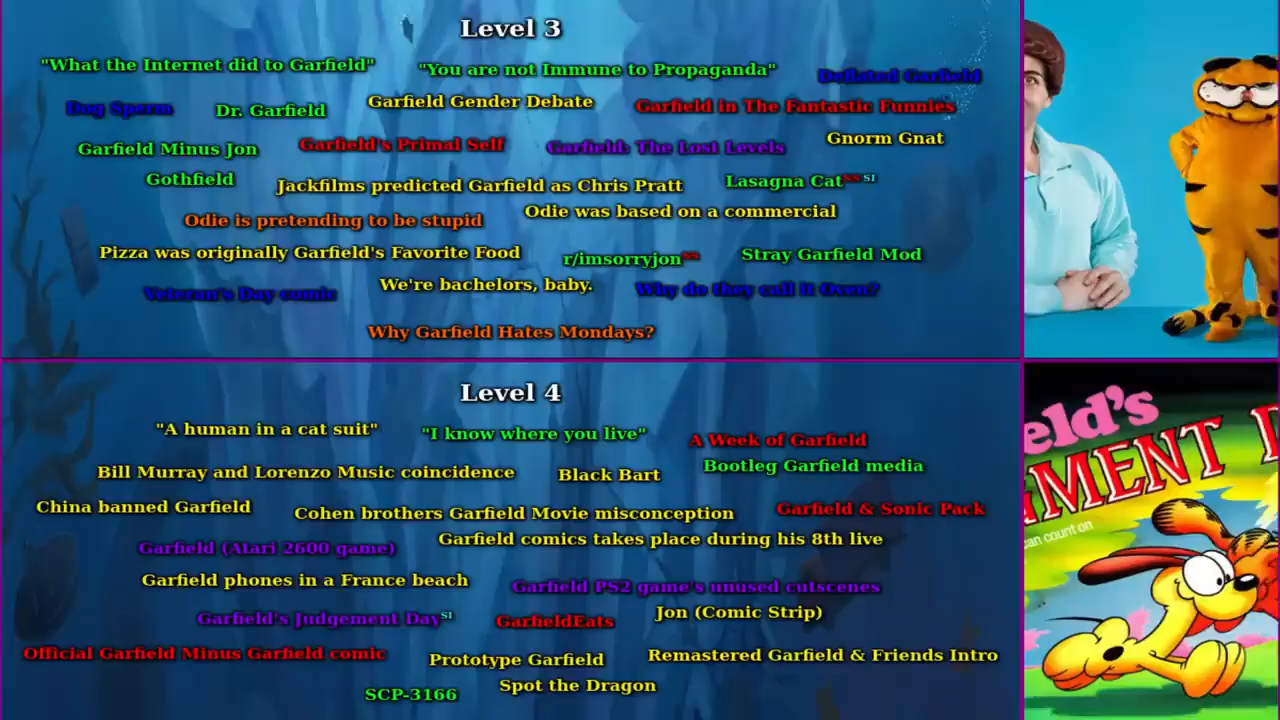 Level 3
"What the Internet did to Garfield"
"You are not Immune to Propaganda"
Deflated Garfield
Dog Sperm
Dr. Garfield
Garfield Gender Debate
Garfield in The Fantastic Funnies
Garfield Minus Jon
Garfield's Primal Self
Garfield: The Lost Levels
Gnorm Gnat
Gothfield
Jackfilms predicted Garfield as Chris Pratt
Lasagna Cat SS SI
Odie is pretending to be stupid
Odie was based on a commercial
Pizza was originally Garfield's Favorite Food
r/imsorryjon SS
Stray Garfield Mod
Veteran's Day comic
We're bachelors, baby.
Why do they call it Oven?
Why Garfield Hates Mondays?
Level 4
"A human in a cat suit"
"I know where you live"
A Week of Garfield
Bill Murray and Lorenzo Music coincidence
Black Bart
Bootleg Garfield media
China banned Garfield
Cohen brothers Garfield Movie misconception
Garfield & Sonic Pack
Garfield (Atari 2600 game)
Garfield comics takes place during his 8th live
Garfield phones in a France beach
Garfield PS2 game's unused cutscenes
Garfield's Judgement Day SI
GarfieldEats
Jon (Comic Strip)
Official Garfield Minus Garfield comic
Prototype Garfield
Remastered Garfield & Friends Intro
SCP-3166
Spot the Dragon
eld's
GMENT D
can count on